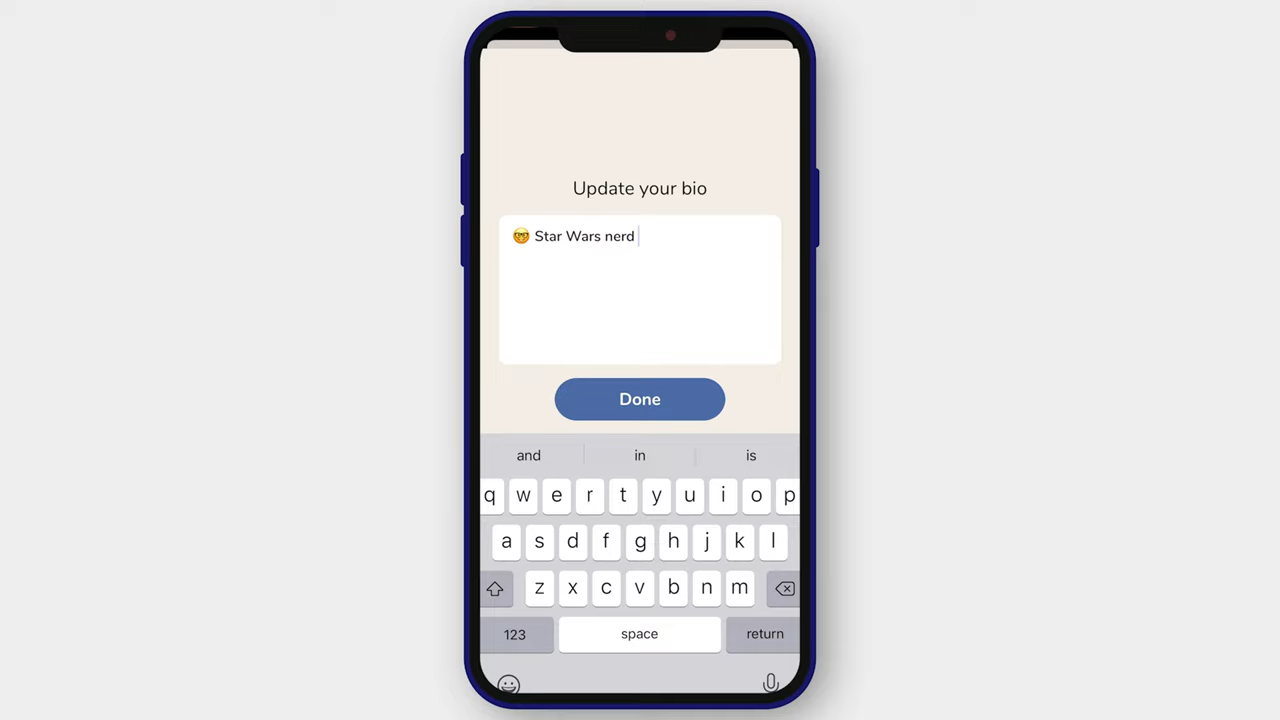 Update your bio
🤓 Star Wars nerd
Done
and in is
q w e r t y u i o p
a s d f g h j k l
z x c v b n m
123 space return